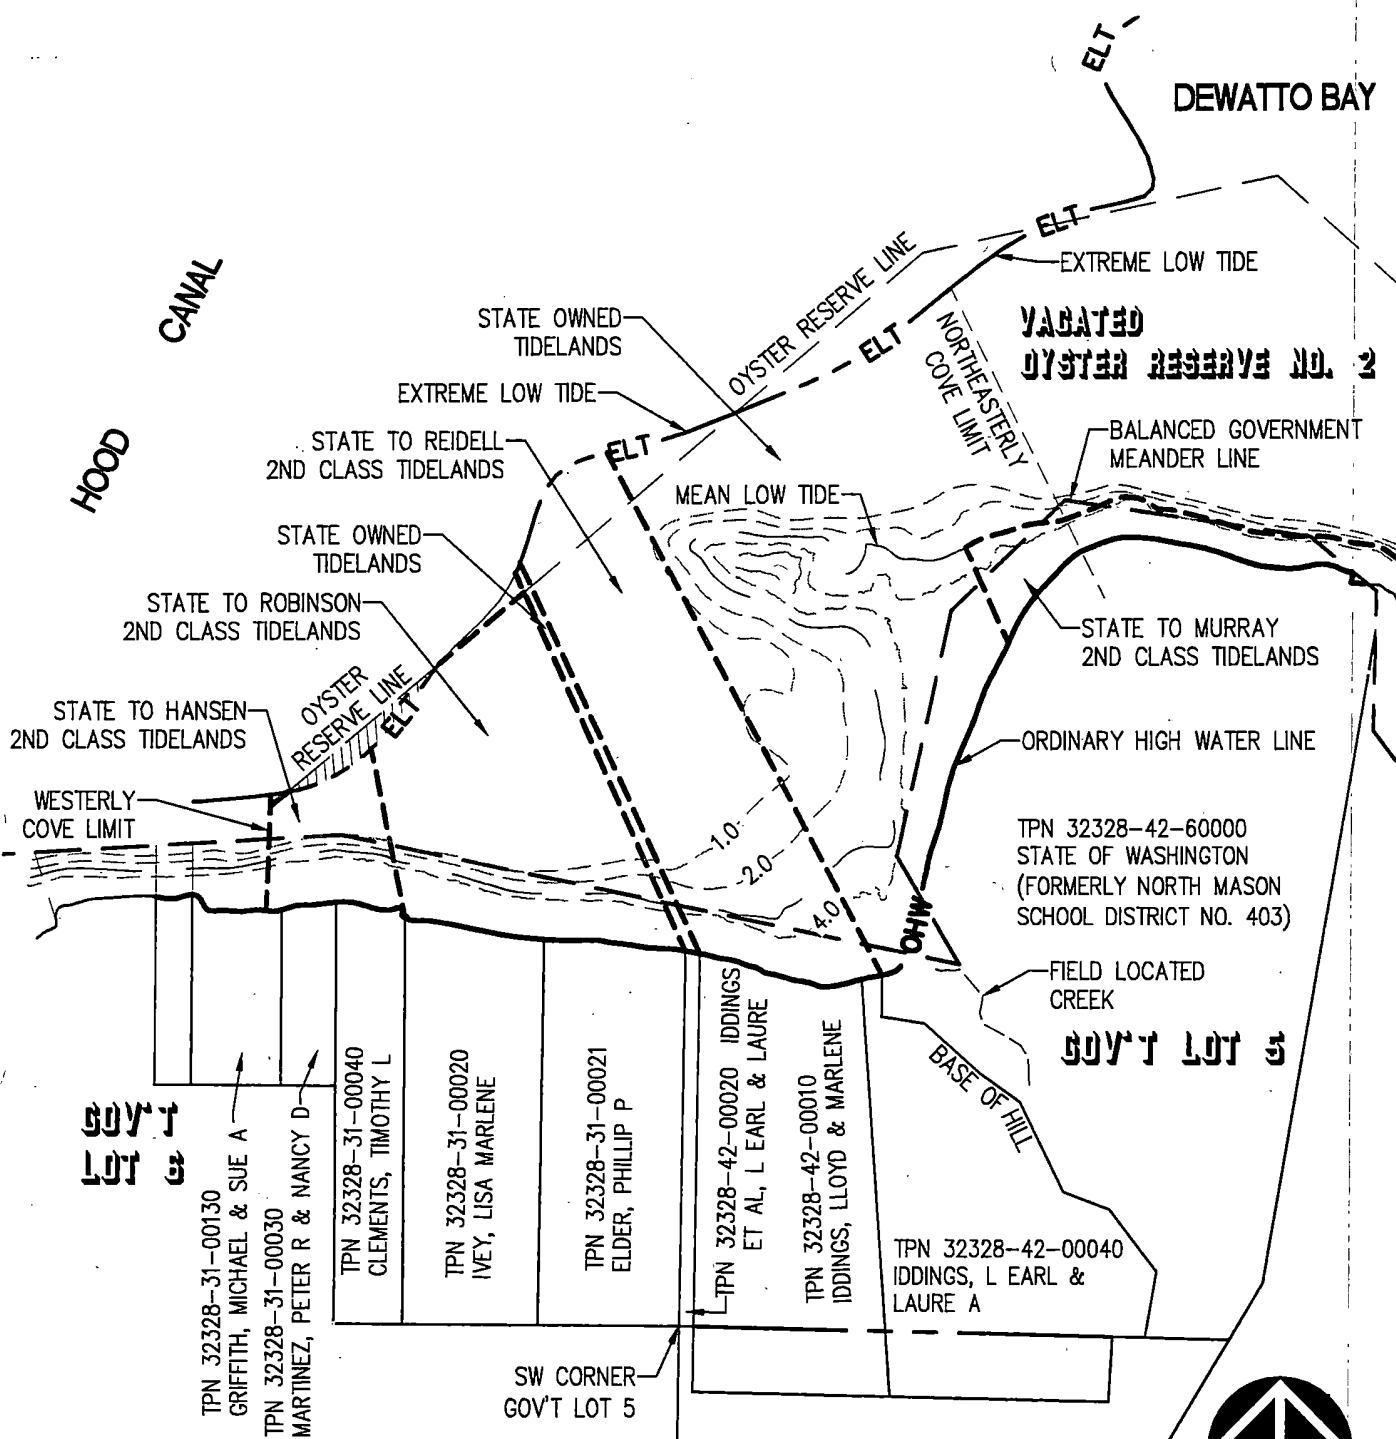 ELT
DEWATTO BAY
HOOD CANAL
STATE OWNED
TIDELANDS
OYSTER RESERVE LINE
ELT
EXTREME LOW TIDE
VACATED
OYSTER RESERVE NO. 2
NORTHEASTERLY
COVE LIMIT
ELT
EXTREME LOW TIDE
ELT
STATE TO REIDELL
2ND CLASS TIDELANDS
BALANCED GOVERNMENT
MEANDER LINE
MEAN LOW TIDE
STATE OWNED
TIDELANDS
STATE TO ROBINSON
2ND CLASS TIDELANDS
STATE TO MURRAY
2ND CLASS TIDELANDS
OYSTER
RESERVE LINE
ELT
STATE TO HANSEN
2ND CLASS TIDELANDS
ORDINARY HIGH WATER LINE
WESTERLY
COVE LIMIT
1.0
2.0
4.0
OHW
TPN 32328-42-60000
STATE OF WASHINGTON
(FORMERLY NORTH MASON
SCHOOL DISTRICT NO. 403)
FIELD LOCATED
CREEK
GOV'T LOT 5
BASE OF HILL
GOV'T
LOT 6
TPN 32328-31-00130
GRIFFITH, MICHAEL & SUE A
TPN 32328-31-00030
MARTINEZ, PETER R & NANCY D
TPN 32328-31-00040
CLEMENTS, TIMOTHY L
TPN 32328-31-00020
IVEY, LISA MARLENE
TPN 32328-31-00021
ELDER, PHILLIP P
TPN 32328-42-00020 IDDINGS
ET AL, L EARL & LAURE
TPN 32328-42-00010
IDDINGS, LLOYD & MARLENE
TPN 32328-42-00040
IDDINGS, L EARL &
LAURE A
SW CORNER
GOV'T LOT 5